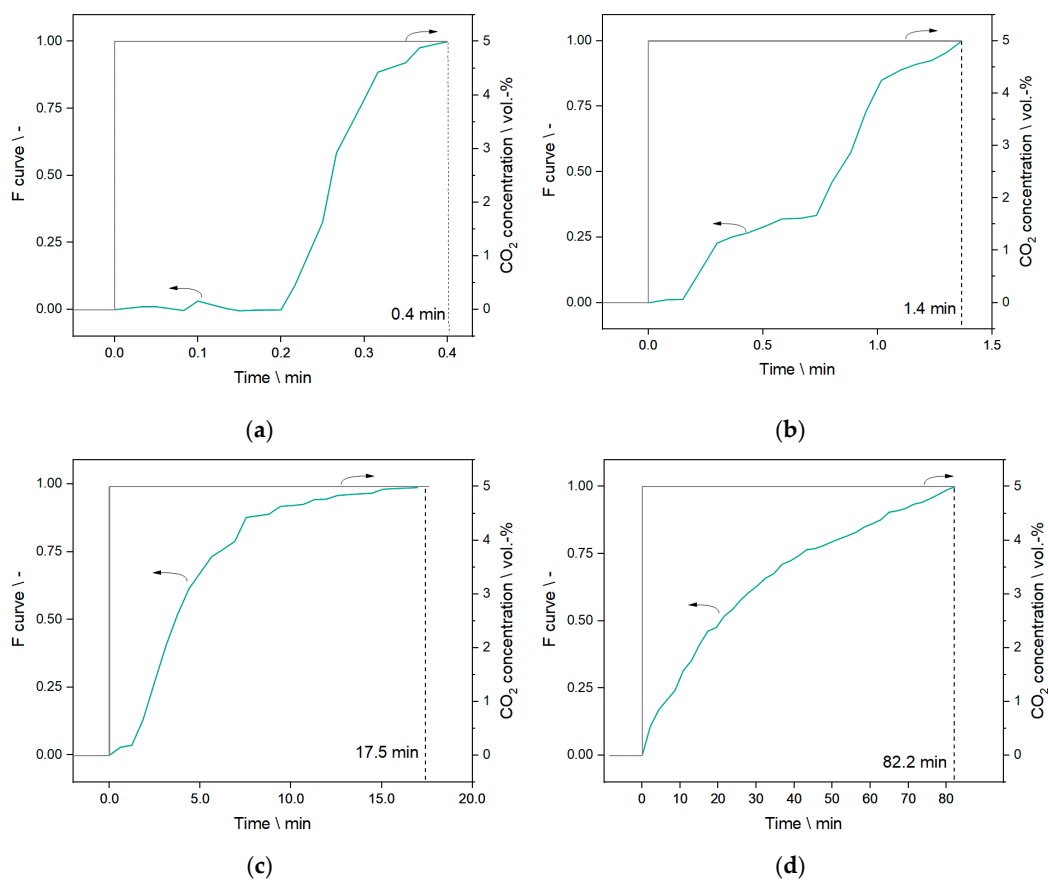 F curve \ -
1.00
0.75
0.50
0.25
0.00
5
4
3
2
1
0
CO₂ concentration \ vol.-%
0.4 min
0.0 0.1 0.2 0.3 0.4
Time \ min
(a)
F curve \ -
1.00
0.75
0.50
0.25
0.00
5
4
3
2
1
0
CO₂ concentration \ vol.-%
1.4 min
0.0 0.5 1.0 1.5
Time \ min
(b)
F curve \ -
1.00
0.75
0.50
0.25
0.00
5
4
3
2
1
0
CO₂ concentration \ vol.-%
17.5 min
0.0 5.0 10.0 15.0 20.0
Time \ min
(c)
F curve \ -
1.00
0.75
0.50
0.25
0.00
5
4
3
2
1
0
CO₂ concentration \ vol.-%
82.2 min
0 10 20 30 40 50 60 70 80
Time \ min
(d)